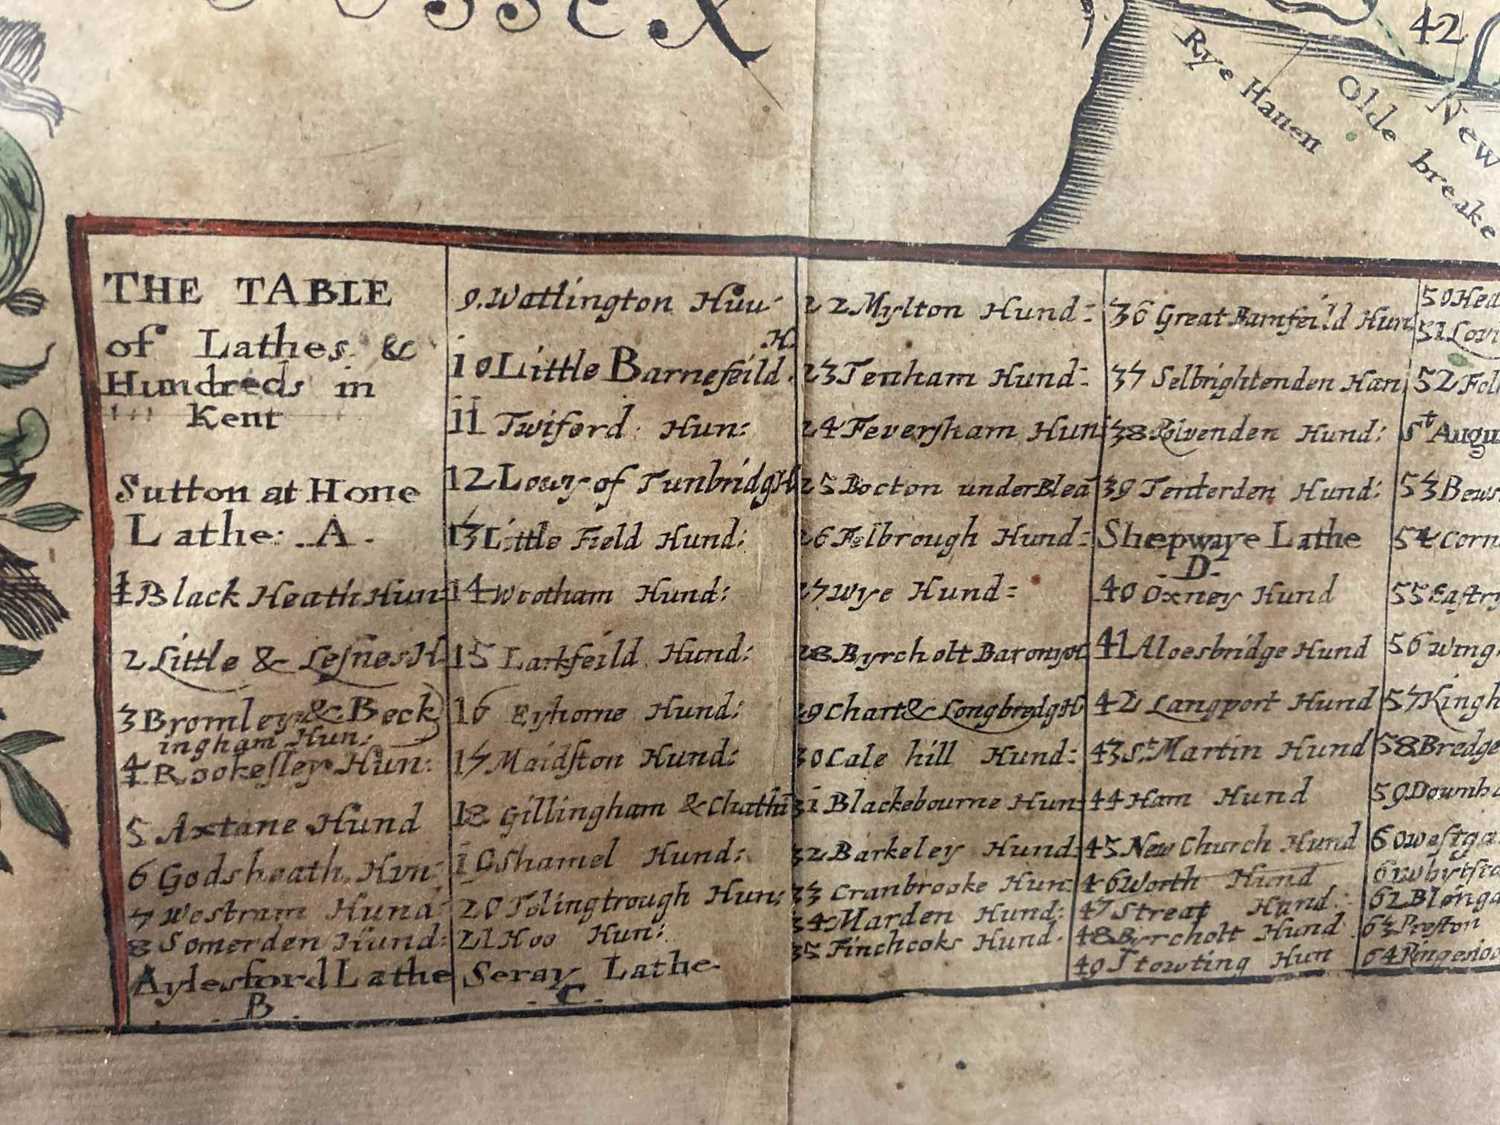 SUSSEX
42
Rye Hauen
Olde breake
New
THE TABLE
of Lathes &
Hundreds in
Kent
Sutton at Hone
Lathe: A.
1 Black Heath Hun:
2 Little & Lesnes H
3 Bromley & Beck
ingham Hun:
4 Rookesley Hun:
5 Axtane Hund
6 Godsheath Hun:
7 Westram Hund:
8 Somerden Hund:
Aylesford Lathe
B.
9. Watlington Huu:
10 Little Barnefeild H.
11 Twiford Hun:
12 Lowy of Tunbridg H
13 Little Field Hund:
14 Wrotham Hund:
15 Larkfeild Hund:
16 Eyhorne Hund:
17 Maidston Hund:
18 Gillingham & Chath
19 Shamel Hund:
20 Tolingtrough Hun:
21 Hoo Hun:
Seray Lathe
C.
22 Mylton Hund:
23 Tenham Hund:
24 Feversham Hun
25 Bocton under Blea
26 Felbrough Hund:
27 Wye Hund:
28 Byrcholt
29 Chart & Longbredg H
30 Cale hill Hund:
31 Blackebourne Hun:
32 Barkeley Hund
33 Cranbrooke Hun:
34 Marden Hund:
35 Finchcoks Hund.
36 Great Barnfeild Hun
37 Selbrightenden Han
38 Rolvenden Hund:
39 Tenterden Hund:
Shepwaye Lathe
D.
40 Oxney Hund
41 Aloesbridge Hund
42 Langport Hund
43 St. Martin Hund
44 Ham Hund
45 New Church Hund
46 Worth Hund
47 Streat Hund
48 Byrcholt Hund
49 Stowting Hun
50 Hea
51 Lovi
52 Fol
St Augu
53 Bews
54 Corn
55 Eastry
56 Wing
57 Kingh
58 Bredge
59 Downha
60 Westga
61 Whytsta
62 Blenga
63 Preston
64 Ringesloo